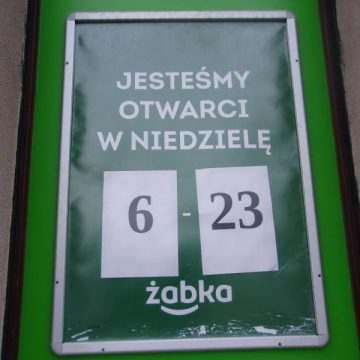 JESTEŚMY
OTWARCI
W NIEDZIELĘ
6 - 23
żabka